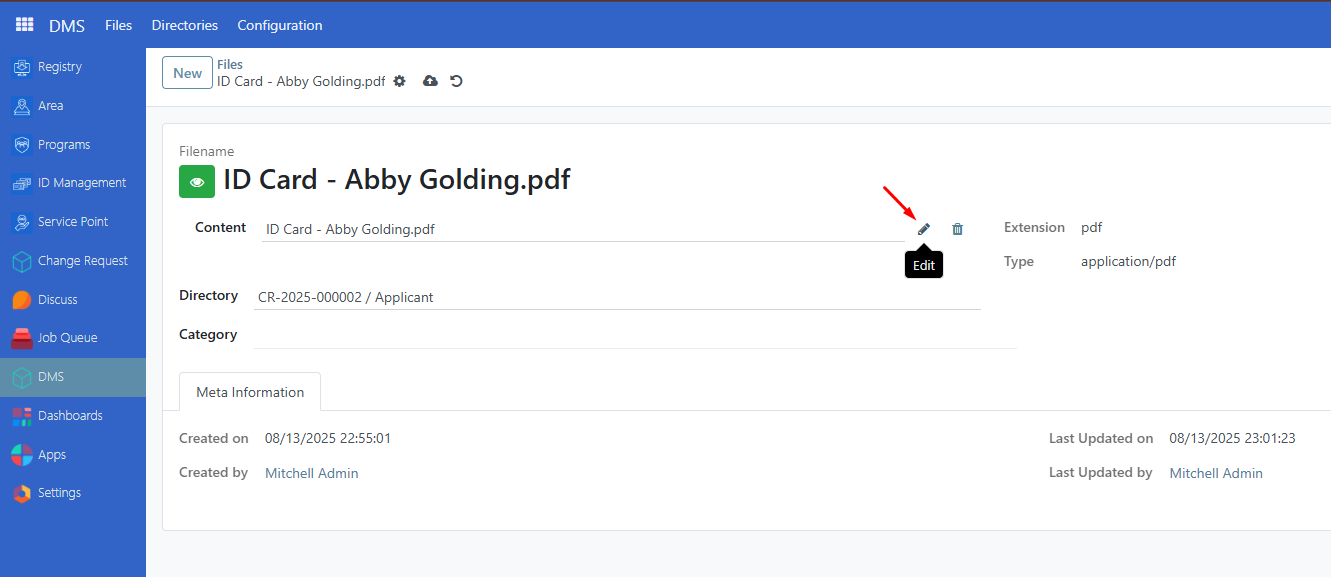 DMS Files Directories Configuration
Registry
Area
Programs
ID Management
Service Point
Change Request
Discuss
Job Queue
DMS
Dashboards
Apps
Settings
New
Files
ID Card - Abby Golding.pdf
Filename
ID Card - Abby Golding.pdf
Content ID Card - Abby Golding.pdf
Edit
Extension pdf
Type application/pdf
Directory CR-2025-000002 / Applicant
Category
Meta Information
Created on 08/13/2025 22:55:01
Created by Mitchell Admin
Last Updated on 08/13/2025 23:01:23
Last Updated by Mitchell Admin